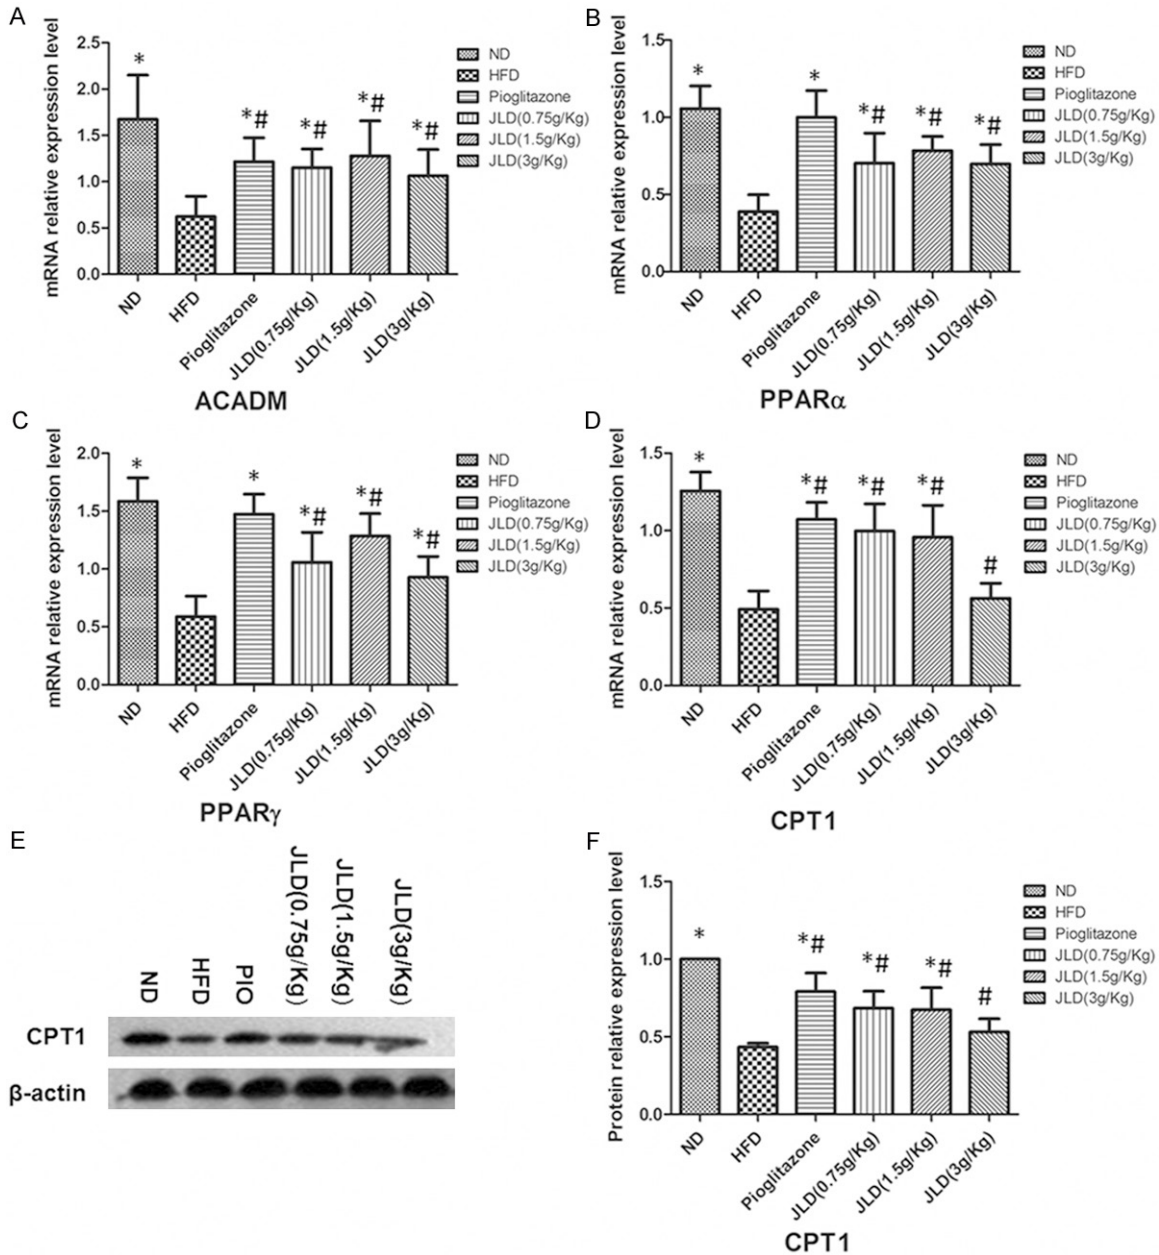 A
mRNA relative expression level
2.5
2.0
1.5
1.0
0.5
0.0
*
*#
*#
*#
*#
ND
HFD
Pioglitazone
JLD(0.75g/Kg)
JLD(1.5g/Kg)
JLD(3g/Kg)
ND
HFD
Pioglitazone
JLD(0.75g/Kg)
JLD(1.5g/Kg)
JLD(3g/Kg)
ACADM
B
mRNA relative expression level
1.5
1.0
0.5
0.0
*
*
*#
*#
*#
ND
HFD
Pioglitazone
JLD(0.75g/Kg)
JLD(1.5g/Kg)
JLD(3g/Kg)
ND
HFD
Pioglitazone
JLD(0.75g/Kg)
JLD(1.5g/Kg)
JLD(3g/Kg)
PPARα
C
mRNA relative expression level
2.0
1.5
1.0
0.5
0.0
*
*
*#
*#
*#
ND
HFD
Pioglitazone
JLD(0.75g/Kg)
JLD(1.5g/Kg)
JLD(3g/Kg)
ND
HFD
Pioglitazone
JLD(0.75g/Kg)
JLD(1.5g/Kg)
JLD(3g/Kg)
PPARγ
D
mRNA relative expression level
1.5
1.0
0.5
0.0
*
*#
*#
*#
#
ND
HFD
Pioglitazone
JLD(0.75g/Kg)
JLD(1.5g/Kg)
JLD(3g/Kg)
ND
HFD
Pioglitazone
JLD(0.75g/Kg)
JLD(1.5g/Kg)
JLD(3g/Kg)
CPT1
E
ND
HFD
PIO
JLD(0.75g/Kg)
JLD(1.5g/Kg)
JLD(3g/Kg)
CPT1
β-actin
F
Protein relative expression level
1.5
1.0
0.5
0.0
*
*#
*#
*#
#
ND
HFD
Pioglitazone
JLD(0.75g/Kg)
JLD(1.5g/Kg)
JLD(3g/Kg)
ND
HFD
Pioglitazone
JLD(0.75g/Kg)
JLD(1.5g/Kg)
JLD(3g/Kg)
CPT1